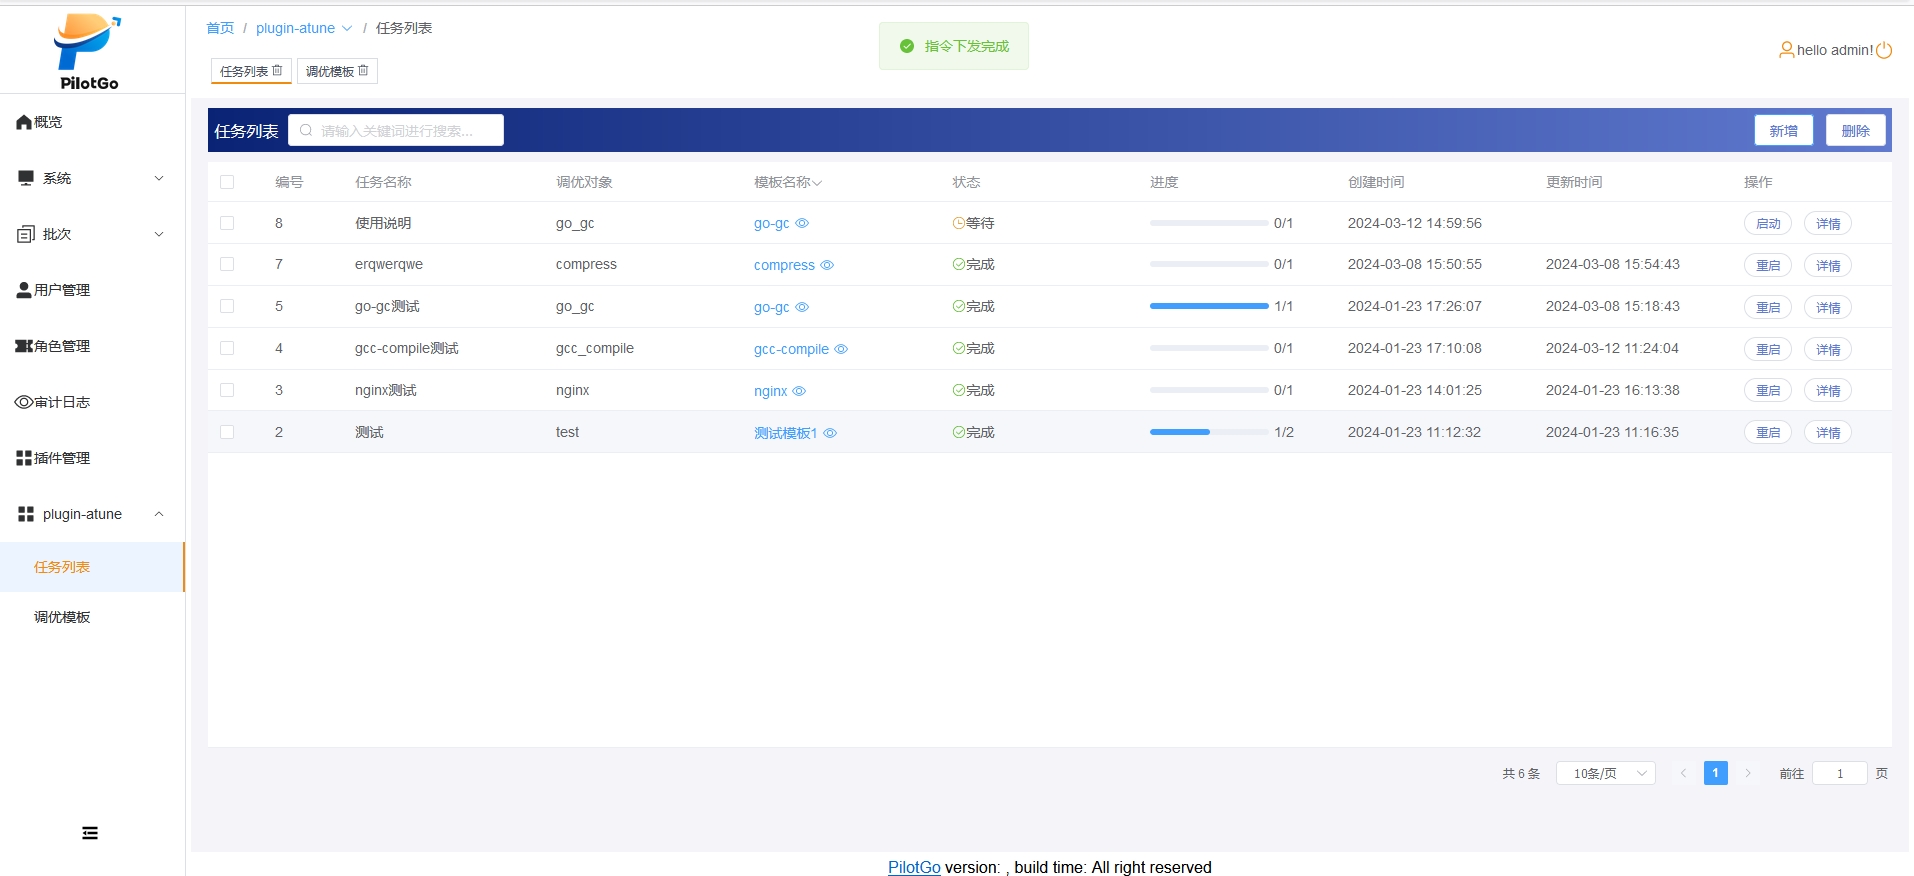 PilotGo
首页 / plugin-atune / 任务列表
指令下发完成
hello admin!
任务列表 调优模板
概览
系统
批次
用户管理
角色管理
审计日志
插件管理
plugin-atune
任务列表
调优模板
任务列表 请输入关键词进行搜索... 新增 删除
编号 任务名称 调优对象 模板名称 状态 进度 创建时间 更新时间 操作
8 使用说明 go_gc go-gc 等待 0/1 2024-03-12 14:59:56 启动 详情
7 erqwerqwe compress compress 完成 0/1 2024-03-08 15:50:55 2024-03-08 15:54:43 重启 详情
5 go-gc测试 go_gc go-gc 完成 1/1 2024-01-23 17:26:07 2024-03-08 15:18:43 重启 详情
4 gcc-compile测试 gcc_compile gcc-compile 完成 0/1 2024-01-23 17:10:08 2024-03-12 11:24:04 重启 详情
3 nginx测试 nginx nginx 完成 0/1 2024-01-23 14:01:25 2024-01-23 16:13:38 重启 详情
2 测试 test 测试模板1 完成 1/2 2024-01-23 11:12:32 2024-01-23 11:16:35 重启 详情
共 6 条 10条/页 1 前往 1 页
PilotGo version: , build time: All right reserved